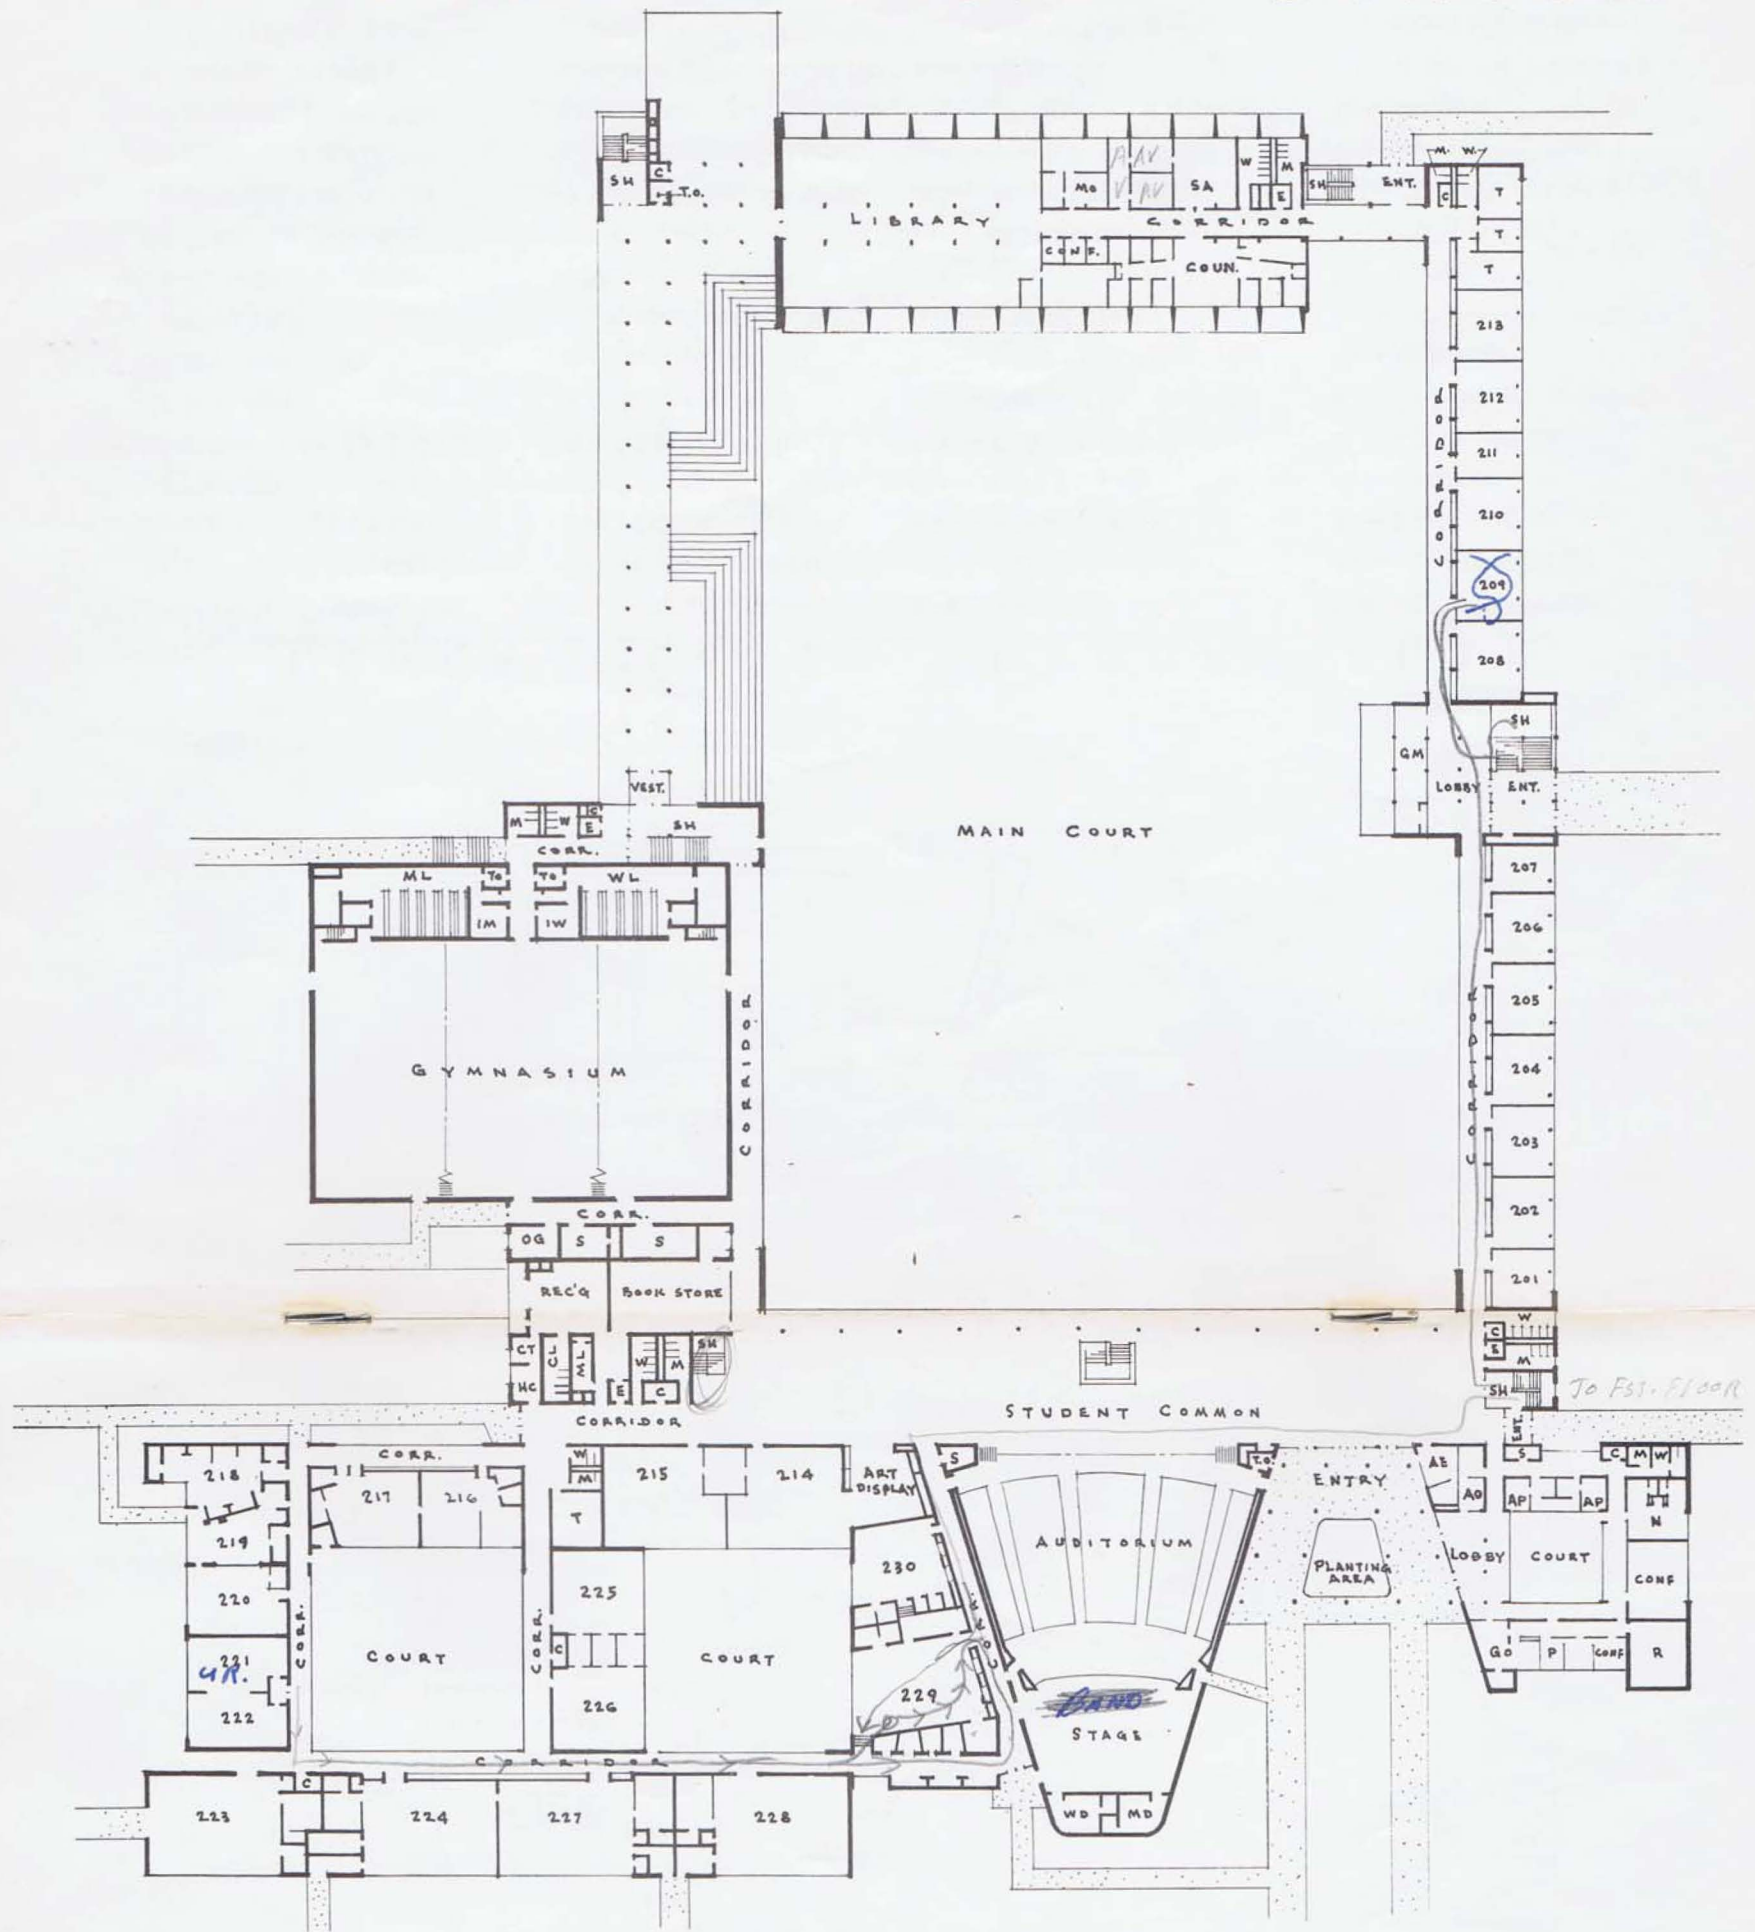 SH
C
T.O.
LIBRARY
MO
A AV
V AV
SA
W
M
E
CORRIDOR
CONF.
COUN.
SH
ENT.
M. W.
C
T
T
T
213
212
211
210
209
208
CORRIDOR
SH
GM
LOBBY
ENT.
VEST.
M
W
C
E
SH
CORR.
MAIN COURT
ML
TO
TO
WL
IM
IW
207
206
205
204
203
202
201
CORRIDOR
GYMNASIUM
CORRIDOR
CORR.
OG
S
S
REC'G
BOOK STORE
CT
CL
ML
HC
E
W
M
C
SH
CORRIDOR
W
C
E
M
SH
TO FST. FLOOR
ENT.
STUDENT COMMON
218
219
220
221
UR.
222
CORR.
217
216
CORR.
COURT
W
M
T
215
214
ART
DISPLAY
225
C
226
CORR.
COURT
230
229
CORR.
S
T.O.
AUDITORIUM
BAND
STAGE
WD
MD
ENTRY
PLANTING
AREA
AE
AO
S
AP
AP
C
M
W
N
LOBBY
COURT
CONF
GO
P
CONF
R
CORRIDOR
C
223
224
227
228